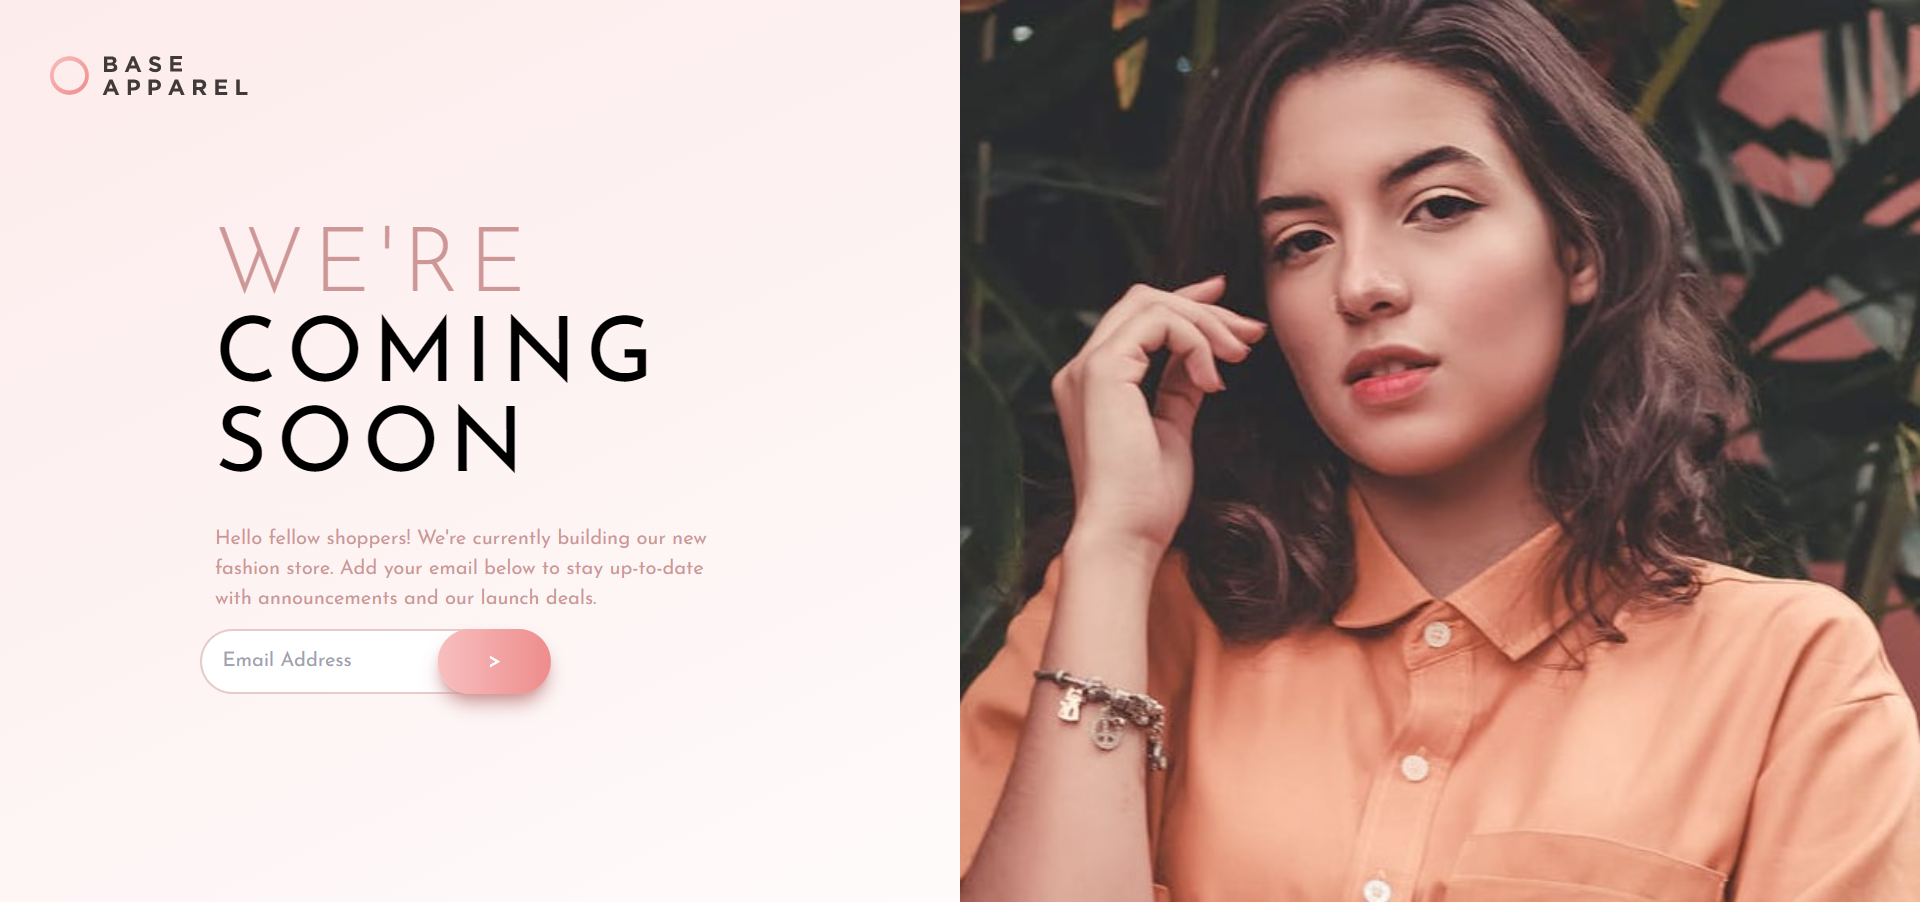 BASE
APPAREL
WE'RE
COMING
SOON
Hello fellow shoppers! We're currently building our new
fashion store. Add your email below to stay up-to-date
with announcements and our launch deals.
Email Address >